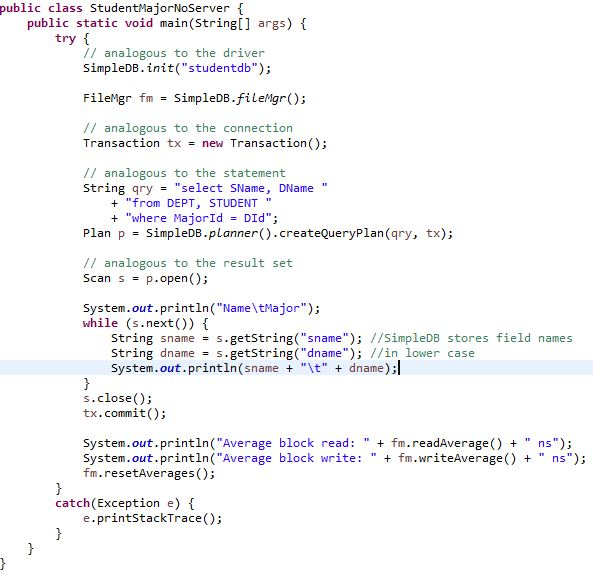 public class StudentMajorNoServer {
    public static void main(String[] args) {
        try {
            // analogous to the driver
            SimpleDB.init("studentdb");

            FileMgr fm = SimpleDB.fileMgr();

            // analogous to the connection
            Transaction tx = new Transaction();

            // analogous to the statement
            String qry = "select SName, DName "
                + "from DEPT, STUDENT "
                + "where MajorId = DId";
            Plan p = SimpleDB.planner().createQueryPlan(qry, tx);

            // analogous to the result set
            Scan s = p.open();

            System.out.println("Name\tMajor");
            while (s.next()) {
                String sname = s.getString("sname"); //SimpleDB stores field names
                String dname = s.getString("dname"); //in lower case
                System.out.println(sname + "\t" + dname);
            }
            s.close();
            tx.commit();

            System.out.println("Average block read: " + fm.readAverage() + " ns");
            System.out.println("Average block write: " + fm.writeAverage() + " ns");
            fm.resetAverages();
        }
        catch(Exception e) {
            e.printStackTrace();
        }
    }
}